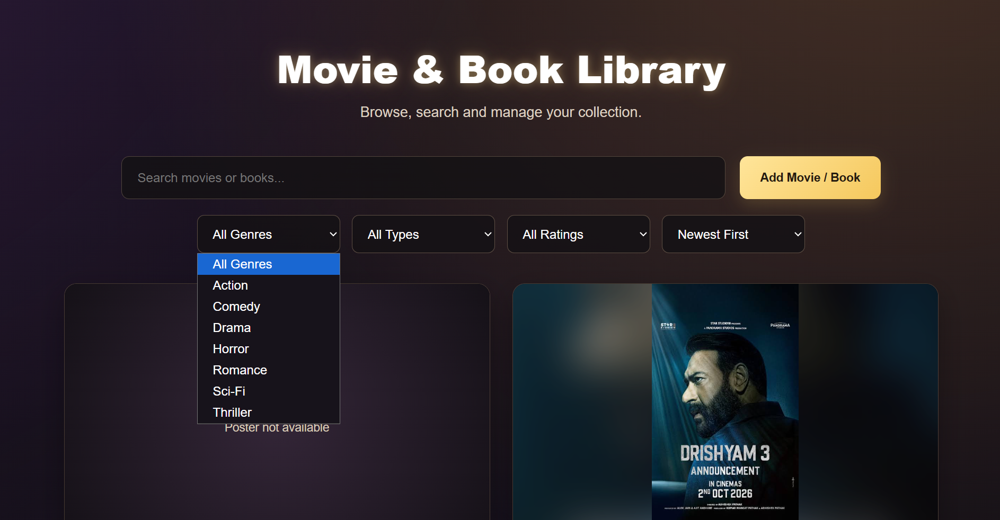 Movie & Book Library
Browse, search and manage your collection.
Search movies or books...
Add Movie / Book
All Genres
All Types
All Ratings
Newest First
All Genres
Action
Comedy
Drama
Horror
Romance
Sci-Fi
Thriller
Poster not available
STAR STUDIO18 PRESENTS
A PANORAMA STUDIOS PRODUCTION
STAR
STUDIO18
PANORAMA
STUDIOS
DRISHYAM 3
ANNOUNCEMENT
IN CINEMAS
2ND OCT 2026
DIRECTED BY ABHISHEK PATHAK
PRODUCED BY ALOK JAIN & AJIT ANDHARE PRODUCED BY KUMAR MANGAT PATHAK & ABHISHEK PATHAK